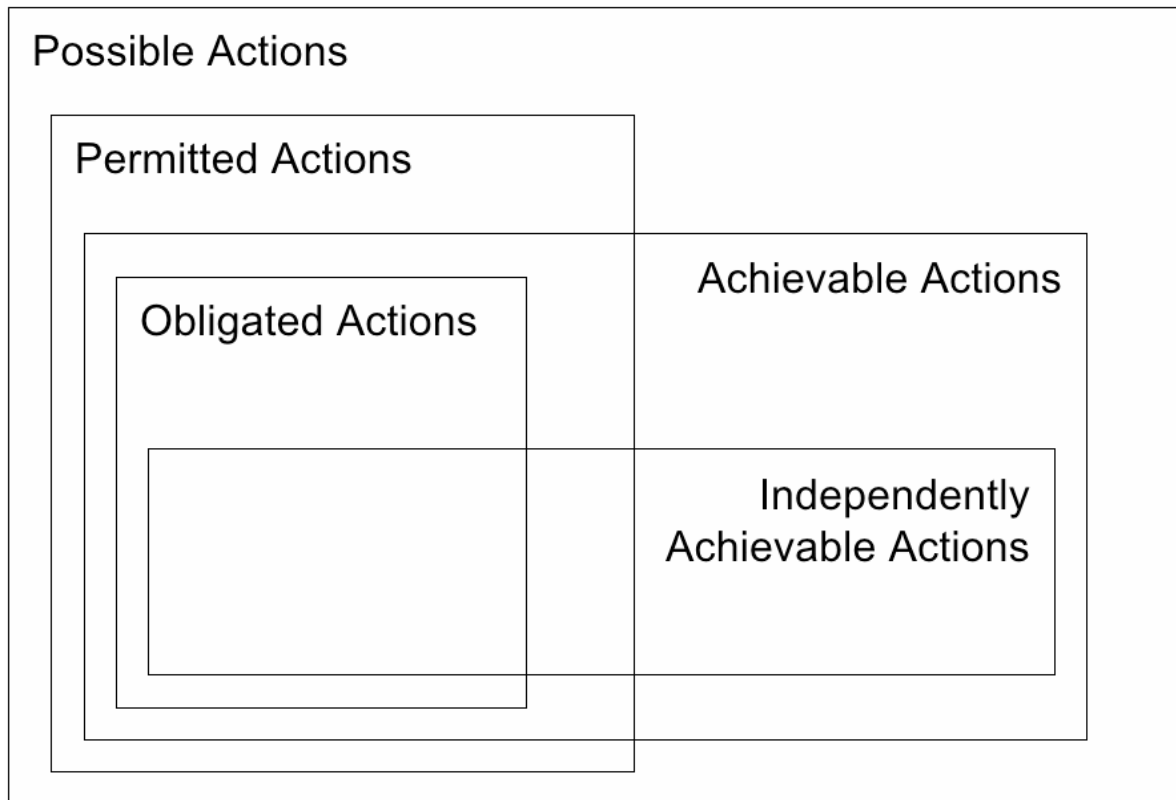 Possible Actions
Permitted Actions
Achievable Actions
Obligated Actions
Independently
Achievable Actions